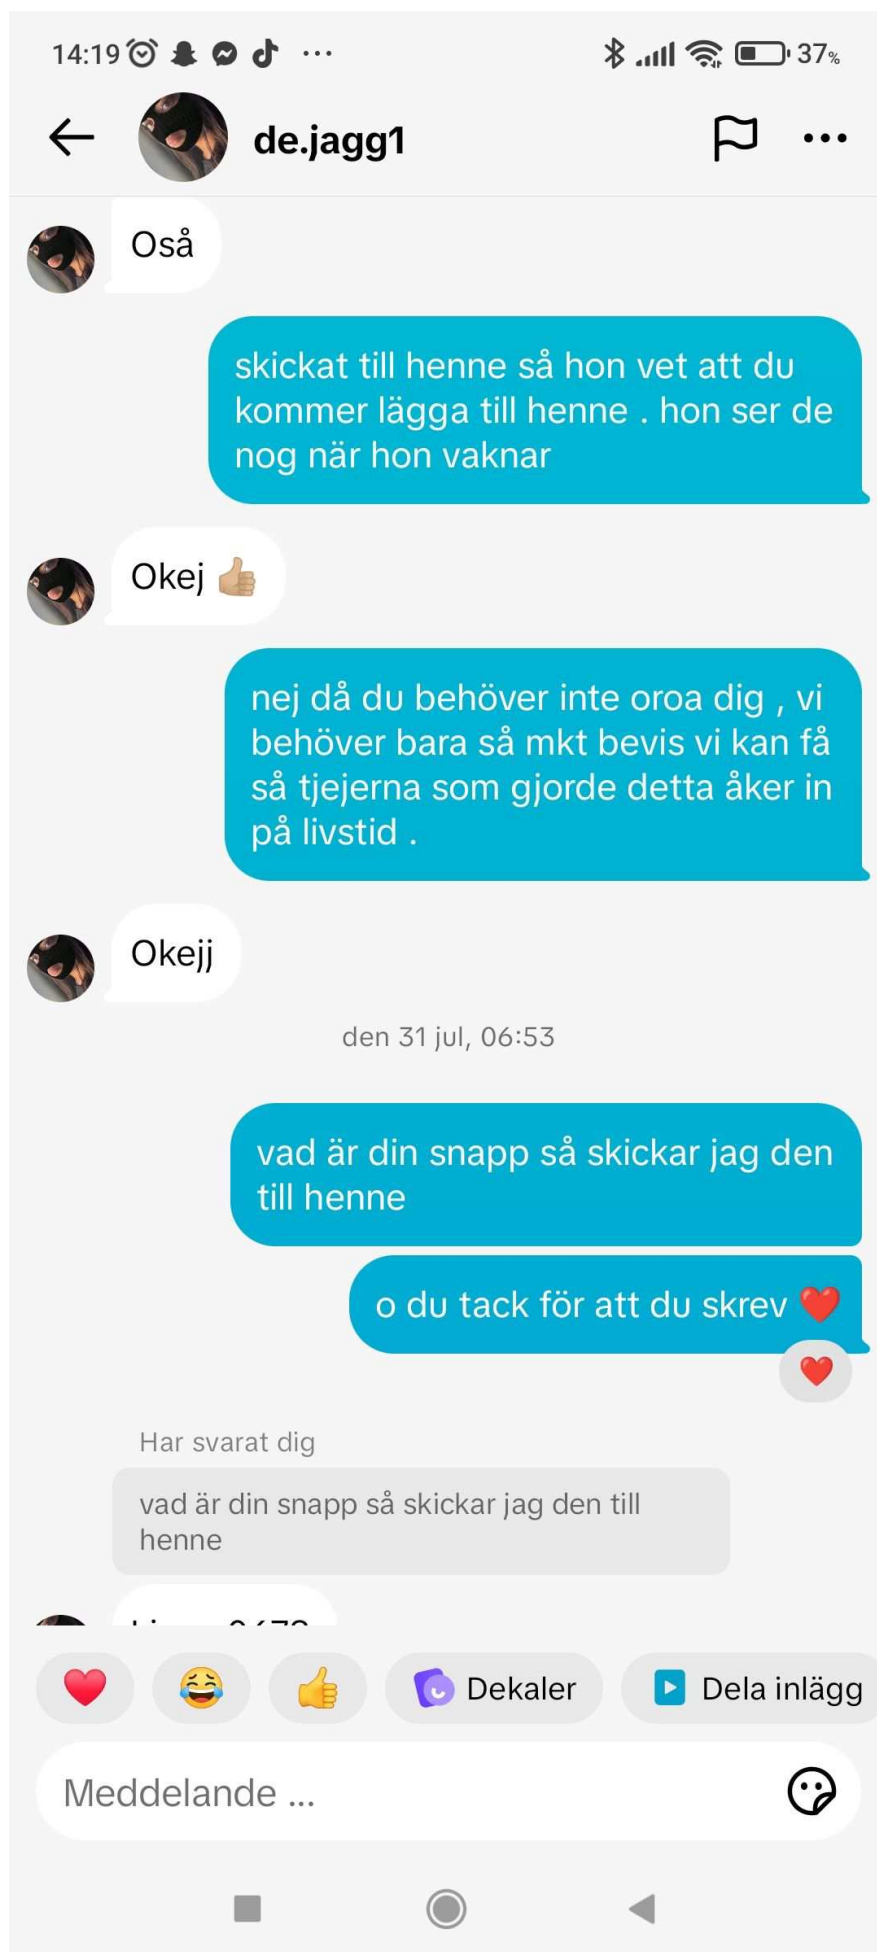 14:19
37%
de.jagg1
Oså
skickat till henne så hon vet att du
kommer lägga till henne . hon ser de
nog när hon vaknar
Okej 👍🏼
nej då du behöver inte oroa dig , vi
behöver bara så mkt bevis vi kan få
så tjejerna som gjorde detta åker in
på livstid .
Okejj
den 31 jul, 06:53
vad är din snapp så skickar jag den
till henne
o du tack för att du skrev ❤️
❤️
Har svarat dig
vad är din snapp så skickar jag den till
henne
❤️ 😂 👍 Dekaler Dela inlägg
Meddelande ...